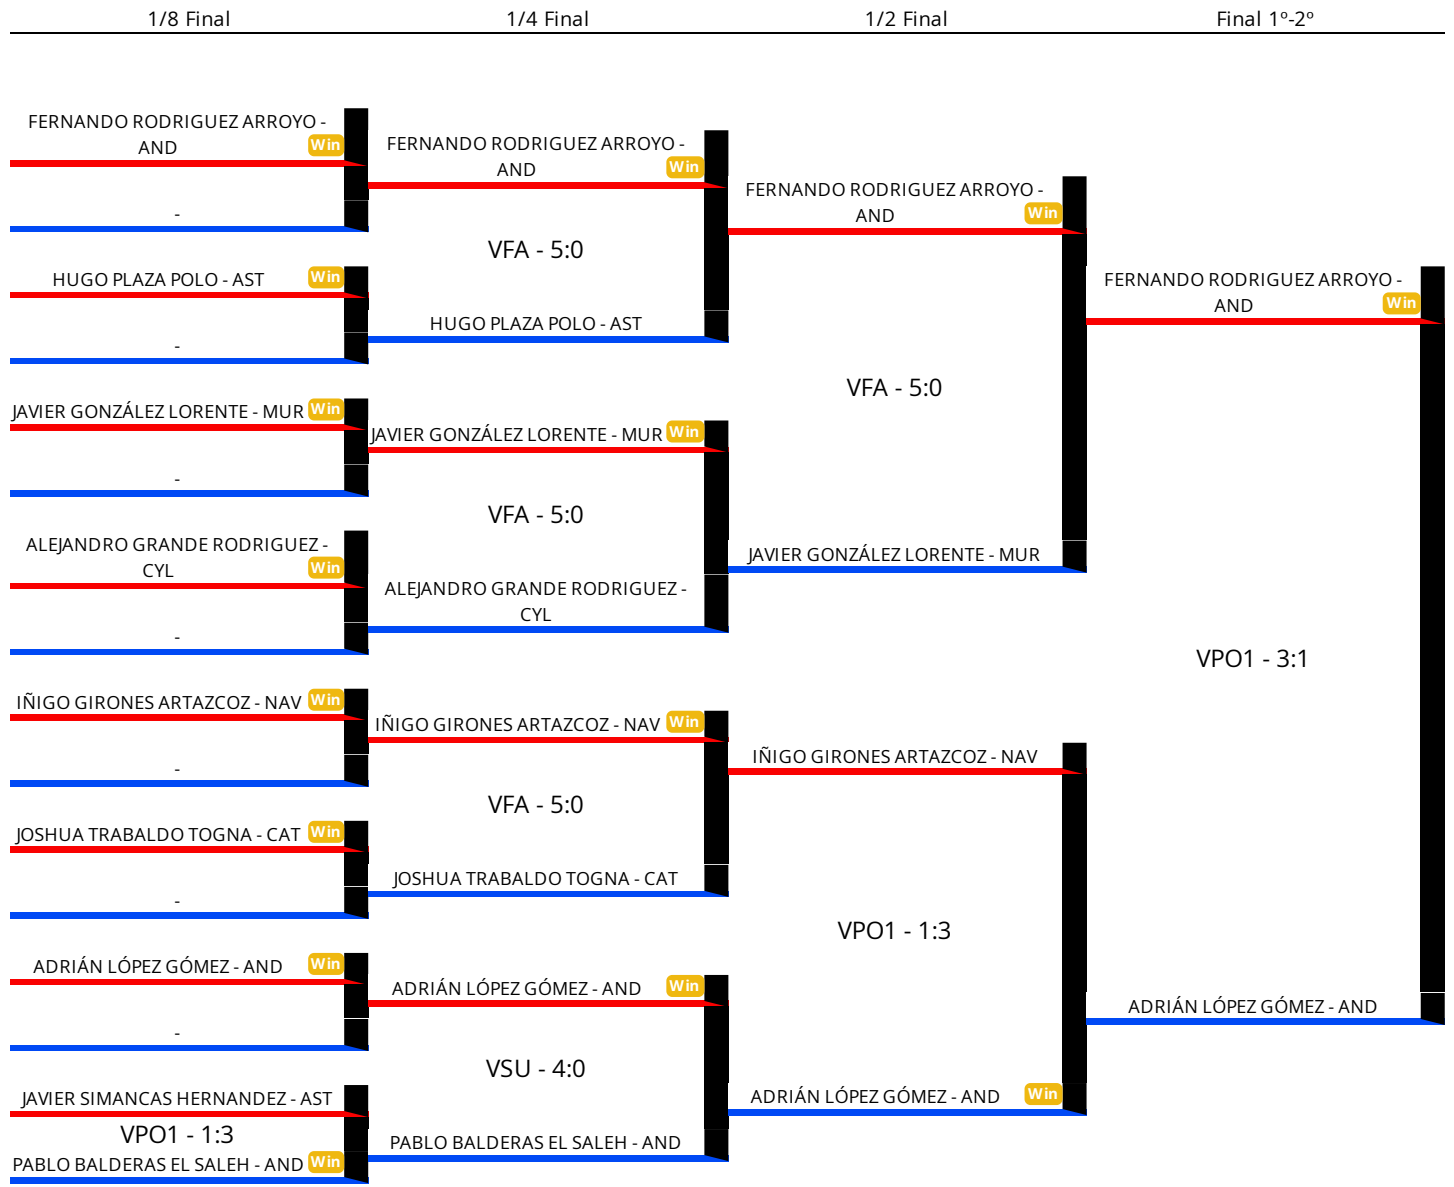 1/8 Final
1/4 Final
1/2 Final
Final 1º-2º
FERNANDO RODRIGUEZ ARROYO -
AND
Win
-
HUGO PLAZA POLO - AST
Win
-
JAVIER GONZÁLEZ LORENTE - MUR
Win
-
ALEJANDRO GRANDE RODRIGUEZ -
CYL
Win
-
IÑIGO GIRONES ARTAZCOZ - NAV
Win
-
JOSHUA TRABALDO TOGNA - CAT
Win
-
ADRIÁN LÓPEZ GÓMEZ - AND
Win
-
JAVIER SIMANCAS HERNANDEZ - AST
VPO1 - 1:3
PABLO BALDERAS EL SALEH - AND
Win
FERNANDO RODRIGUEZ ARROYO -
AND
Win
VFA - 5:0
HUGO PLAZA POLO - AST
JAVIER GONZÁLEZ LORENTE - MUR
Win
VFA - 5:0
ALEJANDRO GRANDE RODRIGUEZ -
CYL
IÑIGO GIRONES ARTAZCOZ - NAV
Win
VFA - 5:0
JOSHUA TRABALDO TOGNA - CAT
ADRIÁN LÓPEZ GÓMEZ - AND
Win
VSU - 4:0
PABLO BALDERAS EL SALEH - AND
FERNANDO RODRIGUEZ ARROYO -
AND
Win
VFA - 5:0
JAVIER GONZÁLEZ LORENTE - MUR
IÑIGO GIRONES ARTAZCOZ - NAV
VPO1 - 1:3
ADRIÁN LÓPEZ GÓMEZ - AND
Win
FERNANDO RODRIGUEZ ARROYO -
AND
Win
VPO1 - 3:1
ADRIÁN LÓPEZ GÓMEZ - AND